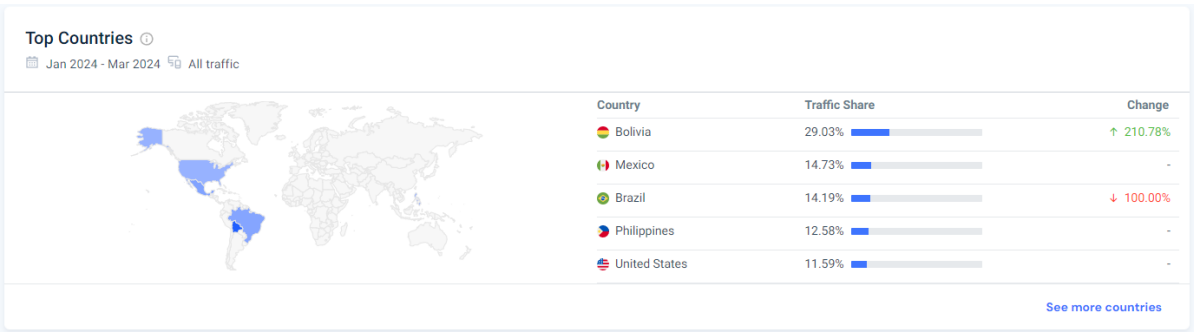 Top Countries
Jan 2024 - Mar 2024 All traffic
Country Traffic Share Change
Bolivia 29.03% ↑ 210.78%
Mexico 14.73% -
Brazil 14.19% ↓ 100.00%
Philippines 12.58% -
United States 11.59% -
See more countries